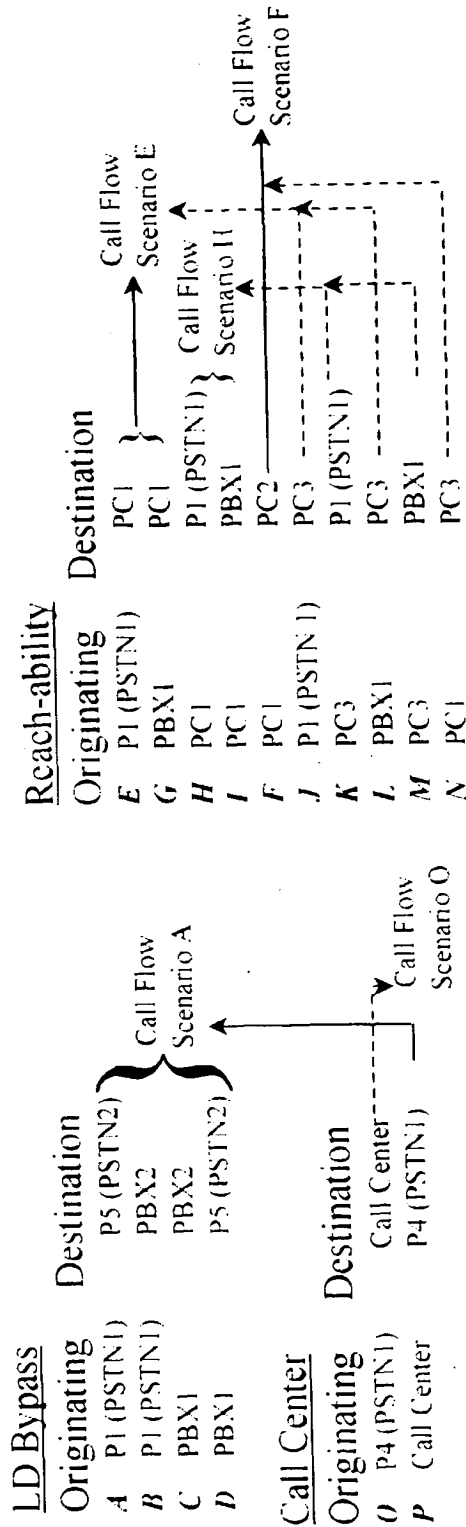 LD Bypass
Originating Destination
A P1 (PSTN1) P5 (PSTN2)
B P1 (PSTN1) PBX2
C PBX1 PBX2
D PBX1 P5 (PSTN2)
Call Flow
Scenario A
Call Center
Originating Destination
O P4 (PSTN1) Call Center
P Call Center P4 (PSTN1)
Call Flow
Scenario O
Reach-ability
Originating Destination
E P1 (PSTN1) PC1
G PBX1 PC1
H PC1 P1 (PSTN1)
I PC1 PBX1
F PC1 PC2
J P1 (PSTN 1) PC3
K PC3 P1 (PSTN1)
L PBX1 PC3
M PC3 PBX1
N PC1 PC3
Call Flow
Scenario E
Call Flow
Scenario H
Call Flow
Scenario F